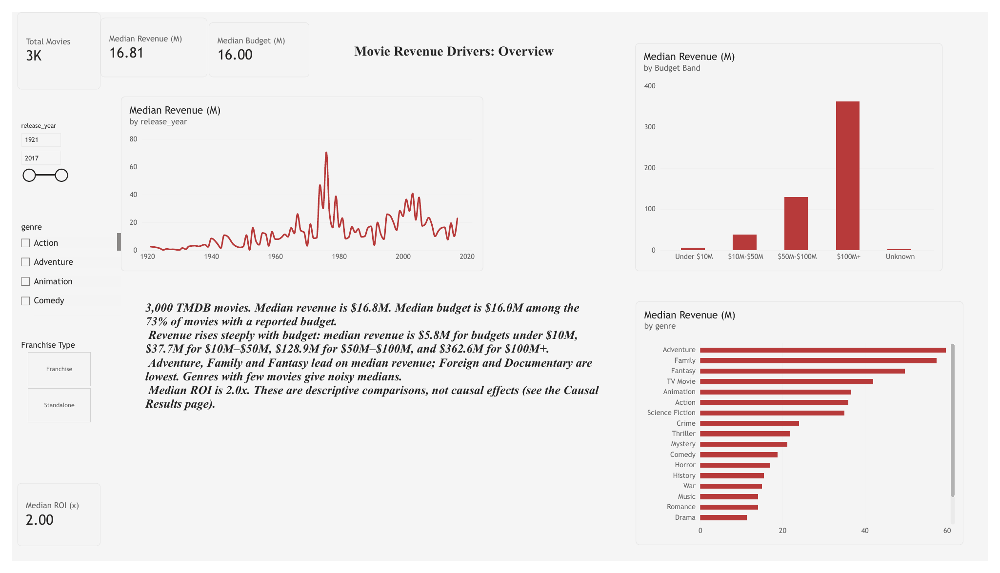 Total Movies
3K
Median Revenue (M)
16.81
Median Budget (M)
16.00
Movie Revenue Drivers: Overview
release_year
1921
2017
genre
Action
Adventure
Animation
Comedy
Franchise Type
Franchise
Standalone
Median ROI (x)
2.00
Median Revenue (M)
by release_year
80
60
40
20
0
1920 1940 1960 1980 2000 2020
3,000 TMDB movies. Median revenue is $16.8M. Median budget is $16.0M among the
73% of movies with a reported budget.
Revenue rises steeply with budget: median revenue is $5.8M for budgets under $10M,
$37.7M for $10M–$50M, $128.9M for $50M–$100M, and $362.6M for $100M+.
Adventure, Family and Fantasy lead on median revenue; Foreign and Documentary are
lowest. Genres with few movies give noisy medians.
Median ROI is 2.0x. These are descriptive comparisons, not causal effects (see the Causal
Results page).
Median Revenue (M)
by Budget Band
400
300
200
100
0
Under $10M $10M-$50M $50M-$100M $100M+ Unknown
Median Revenue (M)
by genre
Adventure
Family
Fantasy
TV Movie
Animation
Action
Science Fiction
Crime
Thriller
Mystery
Comedy
Horror
History
War
Music
Romance
Drama
0 20 40 60